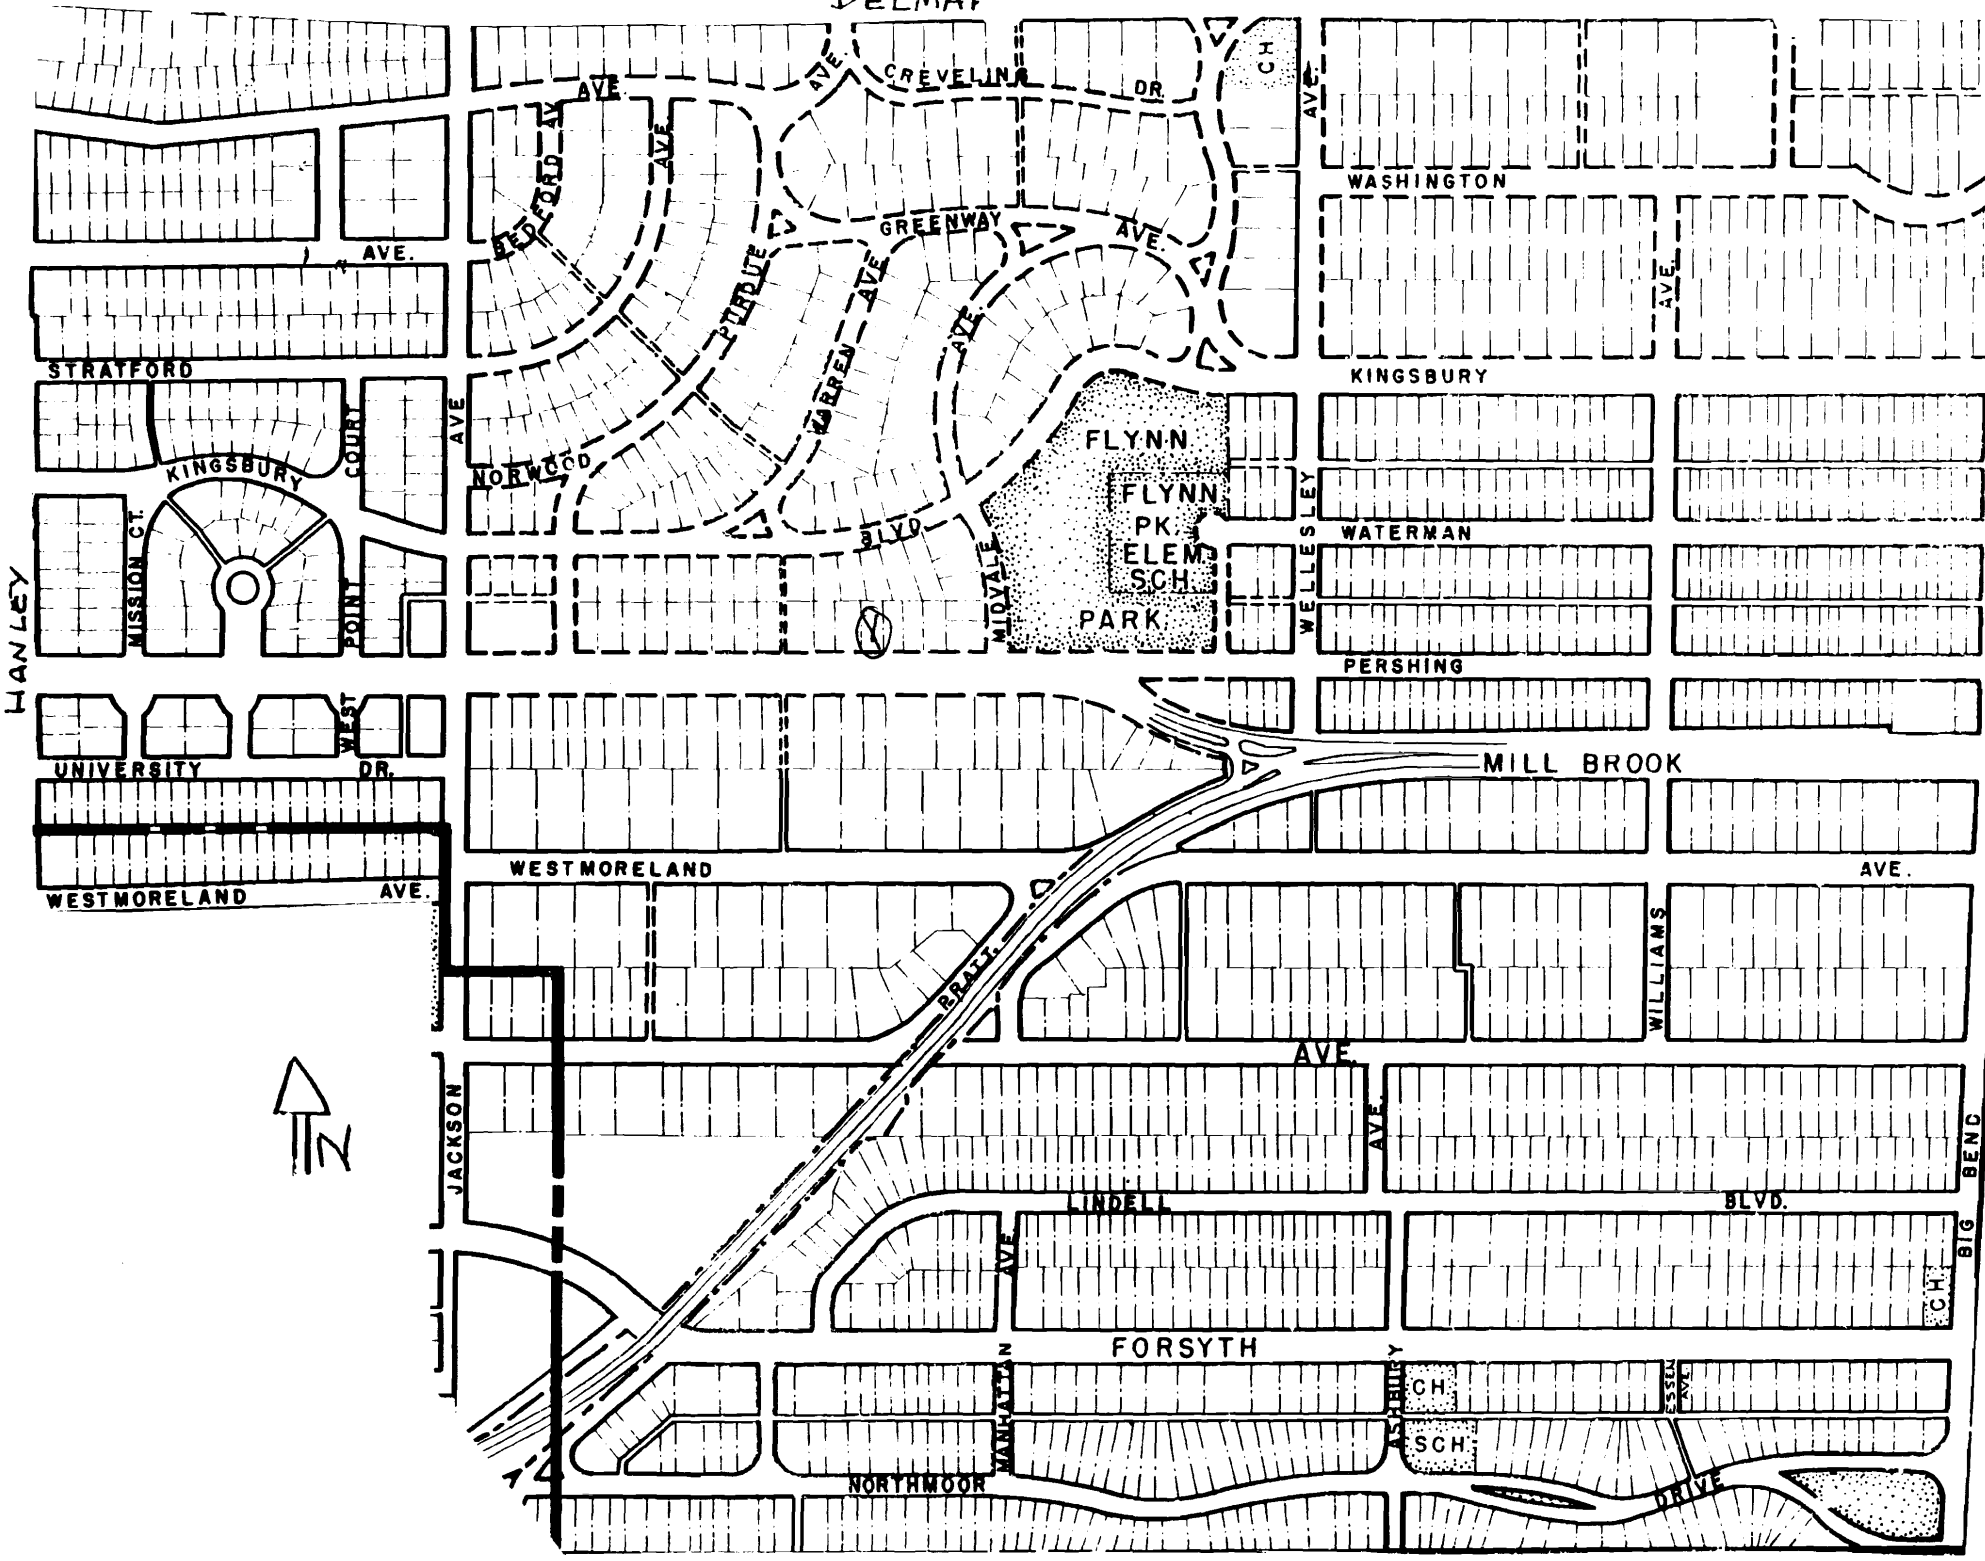 DELMAR
CH
CREVELING
DR.
AVE.
AVE.
AVE.
BEDFORD AV
AVE
WASHINGTON
GREENWAY
AVE.
AVE.
PURDUE
AVE.
WARREN
AVE.
AVE.
STRATFORD
KINGSBURY
COURT
AVE
KINGSBURY
FLYNN
NORWOOD
FLYNN
PK.
ELEM
SCH.
PARK
MISSION CT.
BLVD.
WATERMAN
WELLESLEY
MIDVALE
HANLEY
POINT
WEST
PERSHING
UNIVERSITY
DR.
MILL BROOK
WESTMORELAND
AVE.
WESTMORELAND
AVE.
WILLIAMS
PRATT.
AVE.
N
JACKSON
AVE.
BIG BEND
LINDELL
BLVD.
AVE
CH
FORSYTH
MANHATTAN
ASHBURY
CH.
ESSEN
AVE.
SCH.
NORTHMOOR
DRIVE